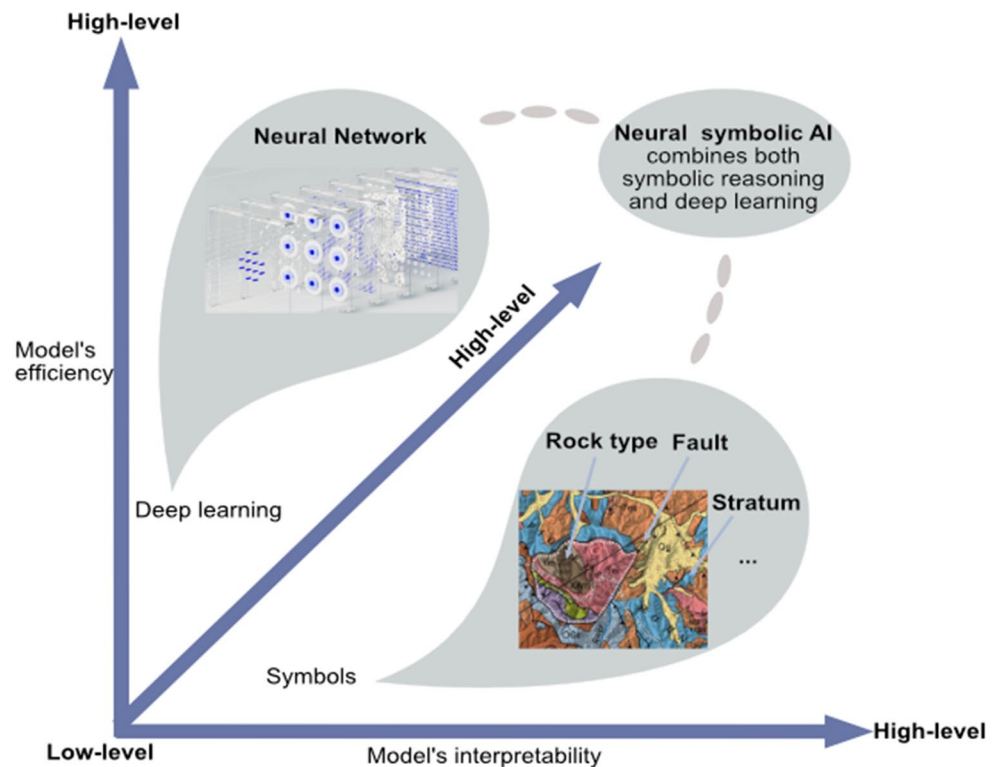 High-level
Neural Network
Neural symbolic AI
combines both
symbolic reasoning
and deep learning
High-level
Model's
efficiency
Rock type
Fault
Stratum
Deep learning
...
Symbols
Low-level
Model's interpretability
High-level